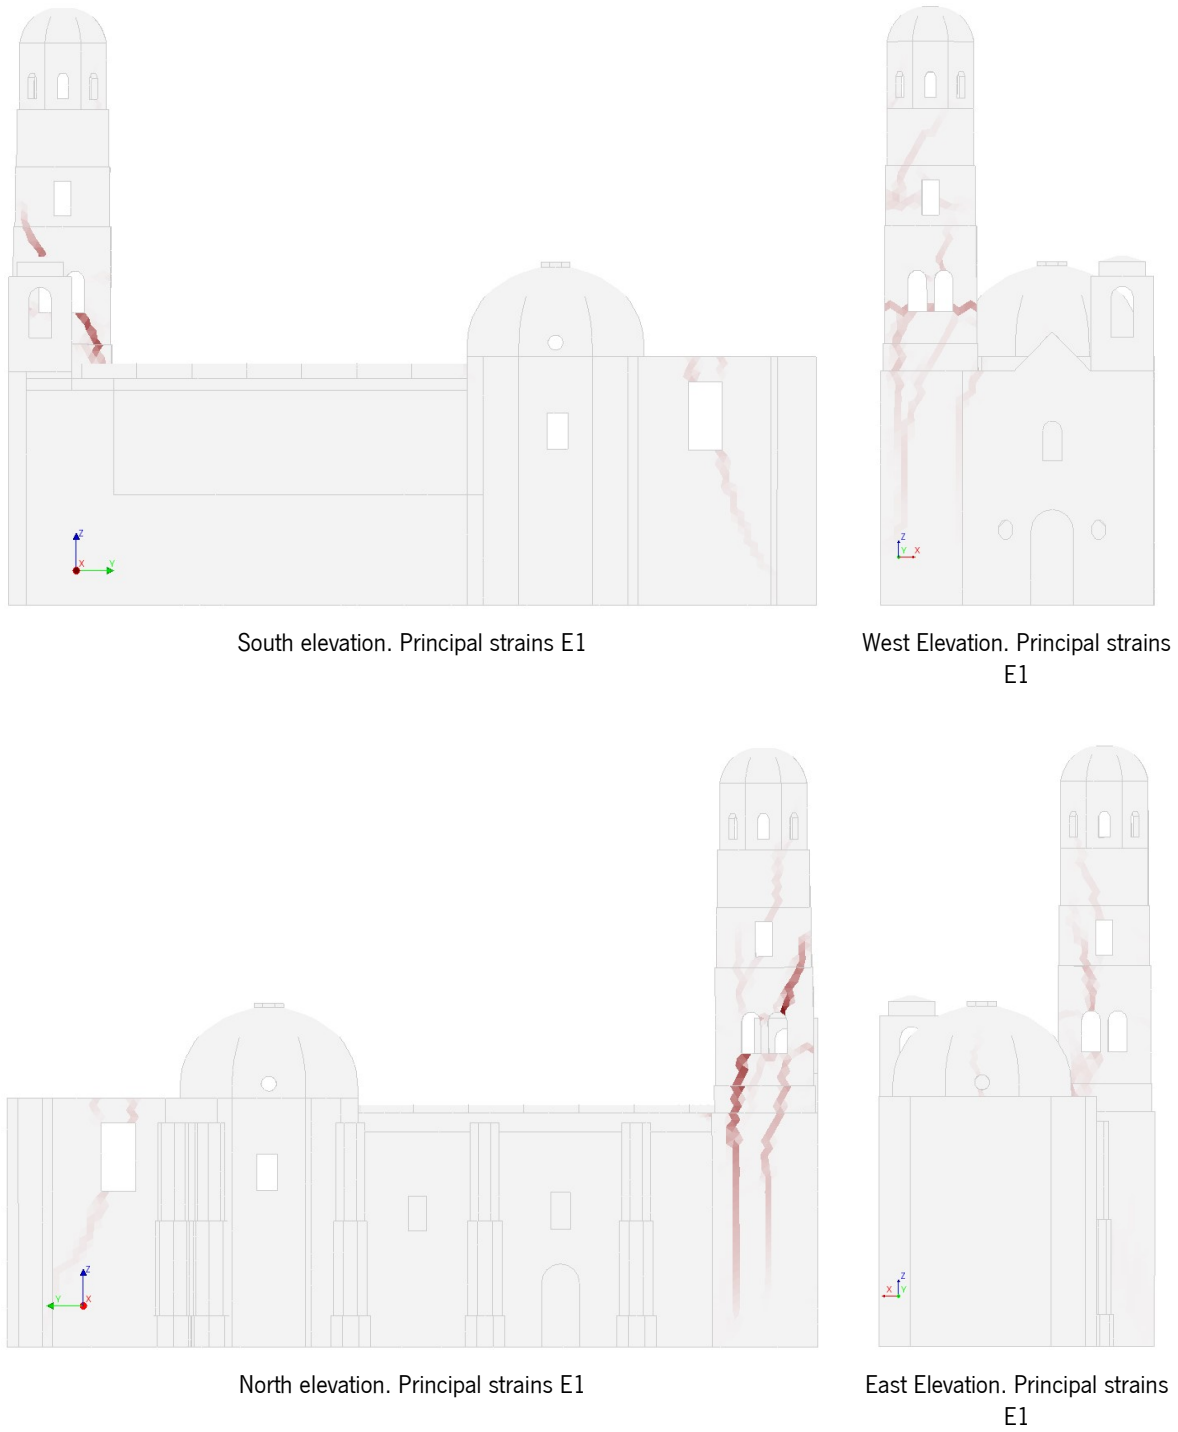 Z
X
Y
Z
Y
X
South elevation. Principal strains E1
West Elevation. Principal strains
E1
Z
Y
X
Z
X
Y
North elevation. Principal strains E1
East Elevation. Principal strains
E1